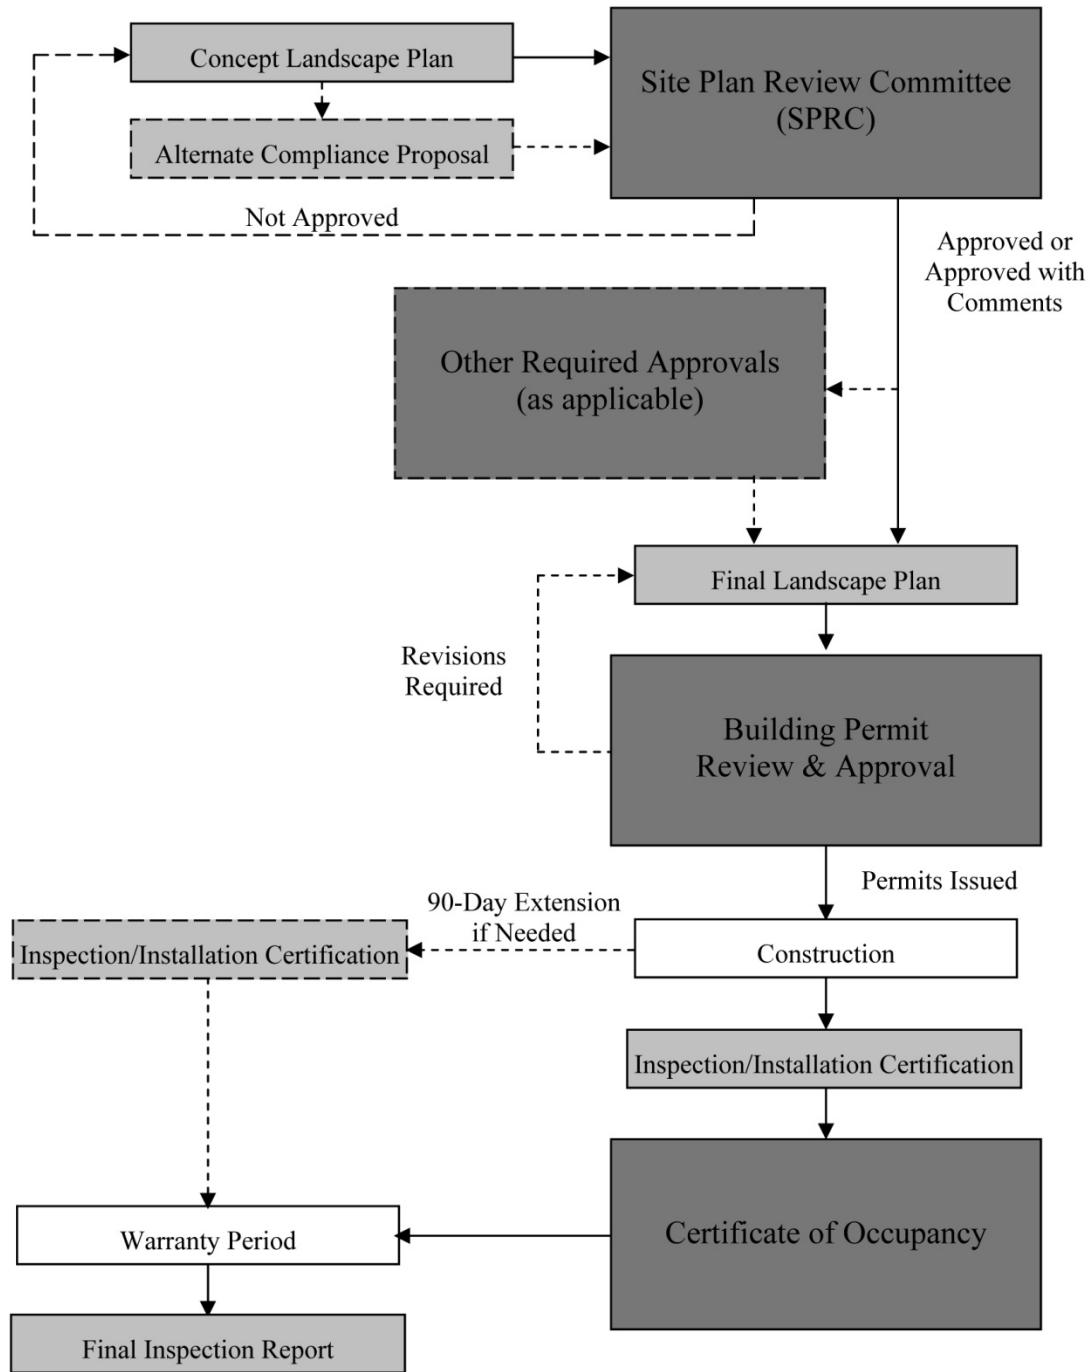 Concept Landscape Plan
Site Plan Review Committee
(SPRC)
Alternate Compliance Proposal
Not Approved
Approved or
Approved with
Comments
Other Required Approvals
(as applicable)
Final Landscape Plan
Revisions
Required
Building Permit
Review & Approval
Permits Issued
90-Day Extension
if Needed
Inspection/Installation Certification
Construction
Inspection/Installation Certification
Certificate of Occupancy
Warranty Period
Final Inspection Report